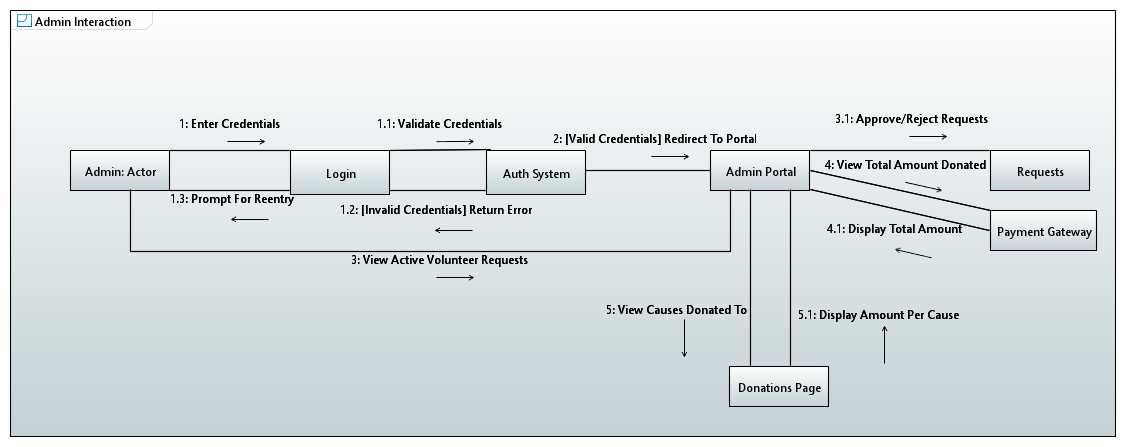 Admin Interaction
3.1: Approve/Reject Requests
1: Enter Credentials
1.1: Validate Credentials
2: [Valid Credentials] Redirect To Portal
4: View Total Amount Donated
Admin: Actor
Login
Auth System
Admin Portal
Requests
1.3: Prompt For Reentry
1.2: [Invalid Credentials] Return Error
4.1: Display Total Amount
Payment Gateway
3: View Active Volunteer Requests
5: View Causes Donated To
5.1: Display Amount Per Cause
Donations Page